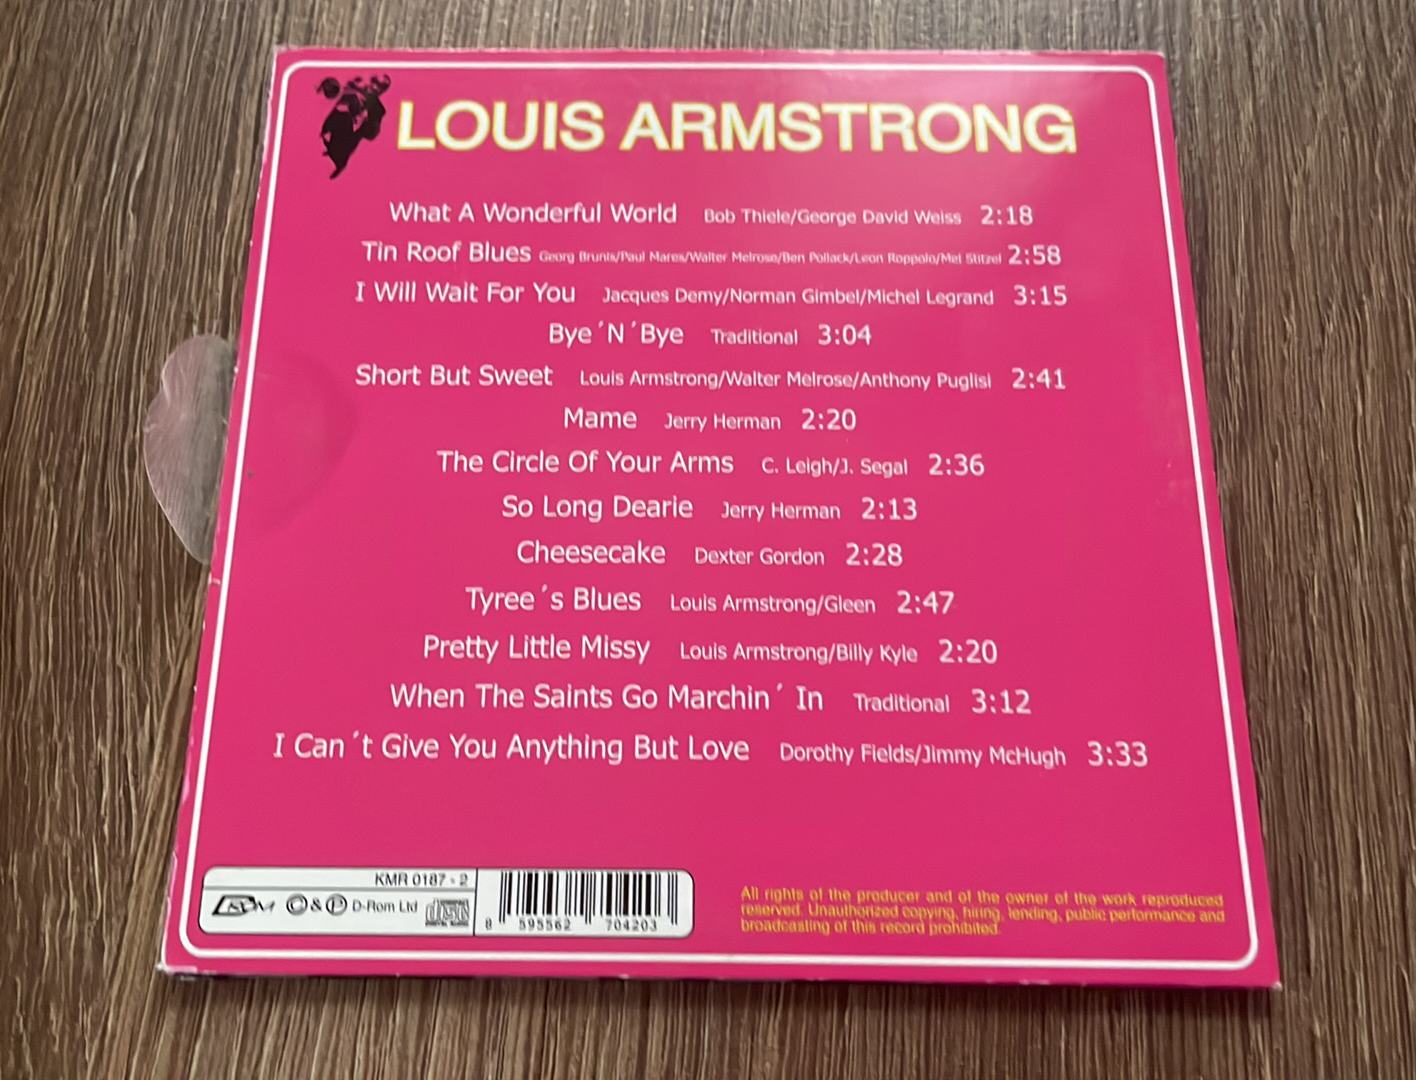 LOUIS ARMSTRONG
What A Wonderful World Bob Thiele/George David Weiss 2:18
Tin Roof Blues Georg Brunis/Paul Mares/Walter Melrose/Ben Pollack/Leon Roppolo/Mel Stitzel 2:58
I Will Wait For You Jacques Demy/Norman Gimbel/Michel Legrand 3:15
Bye´N´Bye Traditional 3:04
Short But Sweet Louis Armstrong/Walter Melrose/Anthony Puglisi 2:41
Mame Jerry Herman 2:20
The Circle Of Your Arms C. Leigh/J. Segal 2:36
So Long Dearie Jerry Herman 2:13
Cheesecake Dexter Gordon 2:28
Tyree´s Blues Louis Armstrong/Gleen 2:47
Pretty Little Missy Louis Armstrong/Billy Kyle 2:20
When The Saints Go Marchin´ In Traditional 3:12
I Can´t Give You Anything But Love Dorothy Fields/Jimmy McHugh 3:33
KMR 0187 - 2
© & ℗ D-Rom Ltd
8 595562 704203
All rights of the producer and of the owner of the work reproduced
reserved. Unauthorized copying, hiring, lending, public performance and
broadcasting of this record prohibited.